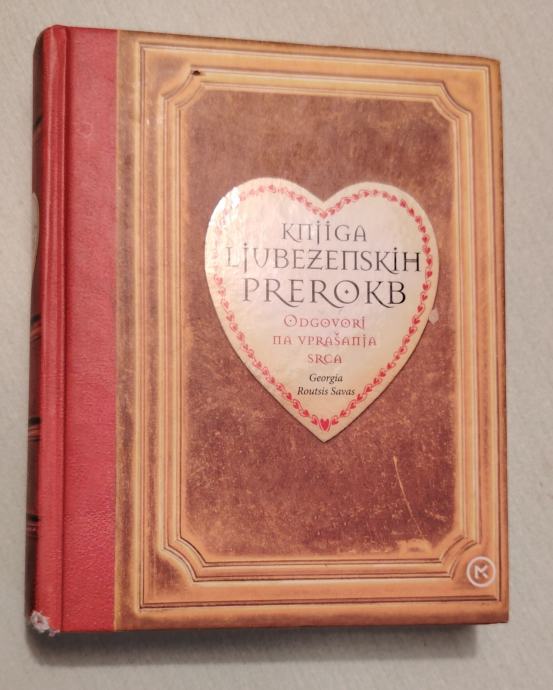 KNJIGA
LJUBEZENSKIH
PREROKB
ODGOVORI
NA VPRAŠANJA
SRCA
Georgia
Routsis Savas